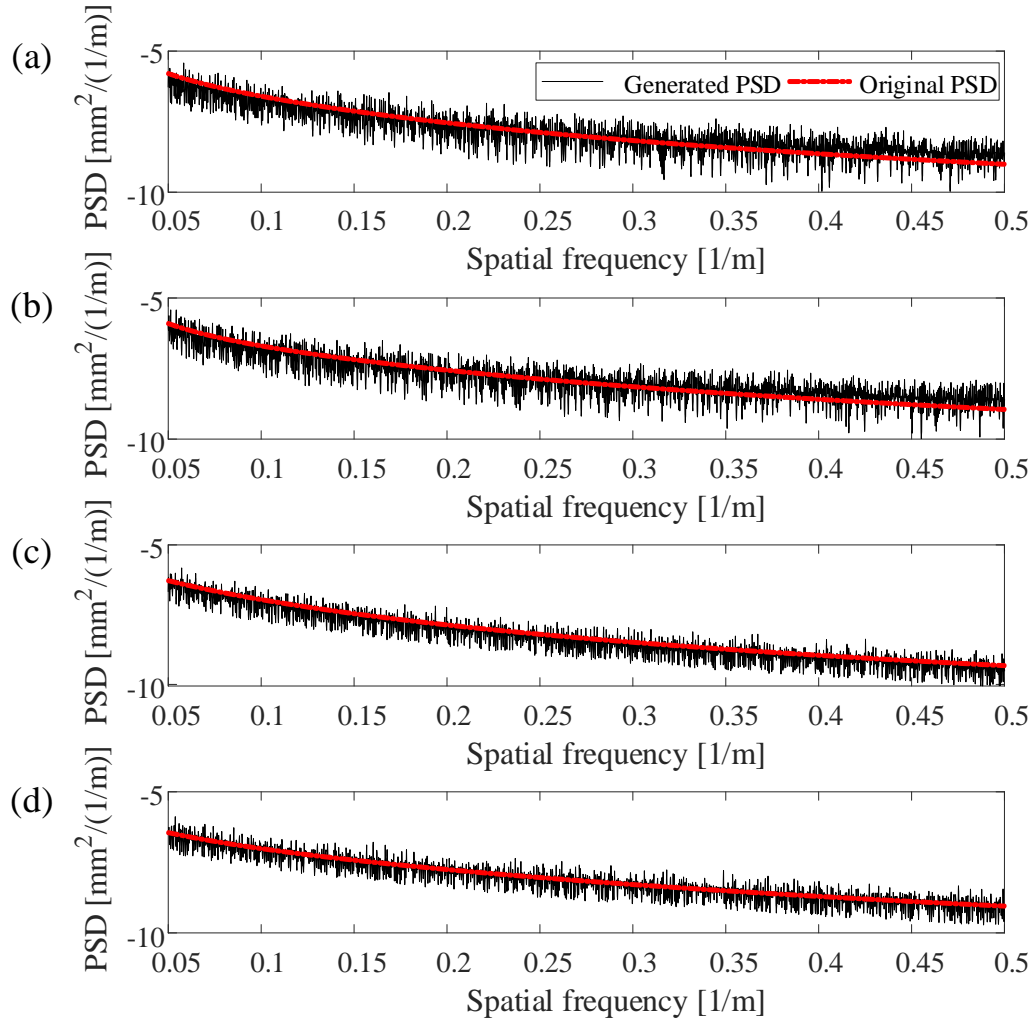 (a)
PSD [mm²/(1/m)]
-5
-10
Generated PSD Original PSD
0.05 0.1 0.15 0.2 0.25 0.3 0.35 0.4 0.45 0.5
Spatial frequency [1/m]
(b)
PSD [mm²/(1/m)]
-5
-10
0.05 0.1 0.15 0.2 0.25 0.3 0.35 0.4 0.45 0.5
Spatial frequency [1/m]
(c)
PSD [mm²/(1/m)]
-5
-10
0.05 0.1 0.15 0.2 0.25 0.3 0.35 0.4 0.45 0.5
Spatial frequency [1/m]
(d)
PSD [mm²/(1/m)]
-5
-10
0.05 0.1 0.15 0.2 0.25 0.3 0.35 0.4 0.45 0.5
Spatial frequency [1/m]